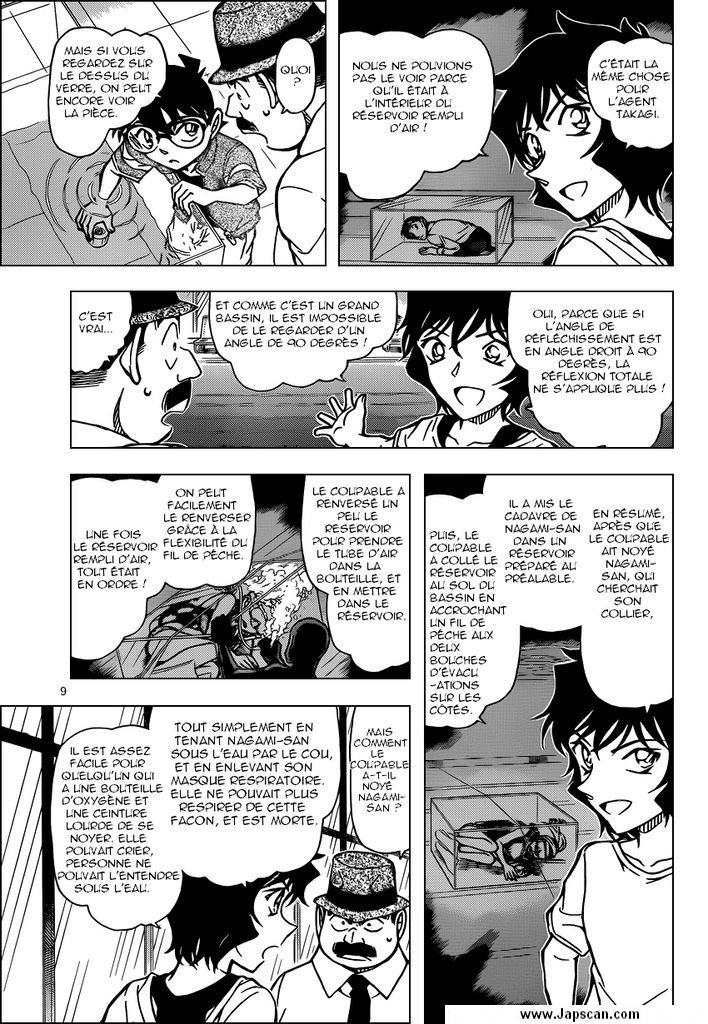 C'ÉTAIT LA
MÊME CHOSE
POUR
L'AGENT
TAKAGI.
NOUS NE POUVIONS
PAS LE VOIR PARCE
QU'IL ÉTAIT À
L'INTÉRIEUR DU
RÉSERVOIR REMPLI
D'AIR !
QUOI
?
MAIS SI VOUS
REGARDEZ SUR
LE DESSUS DU
VERRE, ON PEUT
ENCORE VOIR
LA PIÈCE.
OUI, PARCE QUE SI
L'ANGLE DE
RÉFLÉCHISSEMENT EST
EN ANGLE DROIT À 90
DEGRÈS, LA
RÉFLEXION TOTALE
NE S'APPLIQUE PLUS !
ET COMME C'EST UN GRAND
BASSIN, IL EST IMPOSSIBLE
DE LE REGARDER D'UN
ANGLE DE 90 DEGRÈS !
C'EST
VRAI...
EN RÉSUMÉ,
APRÈS QUE
LE COUPABLE
AIT NOYÉ
NAGAMI-
SAN, QUI
CHERCHAIT
SON
COLLIER,
IL A MIS LE
CADAVRE DE
NAGAMI-SAN
DANS UN
RÉSERVOIR
PRÉPARÉ AU
PRÉALABLE.
PUIS, LE
COUPABLE
A COLLÉ LE
RÉSERVOIR
AU SOL DU
BASSIN EN
ACCROCHANT
UN FIL DE
PÊCHE AUX
DEUX
BOUCHES
D'ÉVACU
-ATIONS
SUR LES
CÔTÉS.
LE COUPABLE A
RENVERSÉ UN
PEU LE
RÉSERVOIR
POUR PRENDRE
LE TUBE D'AIR
DANS LA
BOUTEILLE, ET
EN METTRE
DANS LE
RÉSERVOIR.
ON PEUT
FACILEMENT
LE RENVERSER
GRÂCE À LA
FLEXIBILITÉ DU
FIL DE PÊCHE.
UNE FOIS
LE RÉSERVOIR
REMPLI D'AIR,
TOUT ÉTAIT
EN ORDRE !
9
MAIS
COMMENT
LE
COUPABLE
A-T-IL
NOYÉ
NAGAMI-
SAN ?
TOUT SIMPLEMENT EN
TENANT NAGAMI-SAN
SOUS L'EAU PAR LE COU,
ET EN ENLEVANT SON
MASQUE RESPIRATOIRE.
ELLE NE POUVAIT PLUS
RESPIRER DE CETTE
FACON, ET EST MORTE.
IL EST ASSEZ
FACILE POUR
QUELQU'UN QUI
A UNE BOUTEILLE
D'OXYGÈNE ET
UNE CEINTURE
LOURDE DE SE
NOYER. ELLE
POUVAIT CRIER,
PERSONNE NE
POUVAIT L'ENTENDRE
SOUS L'EAU.
www.Japscan.com